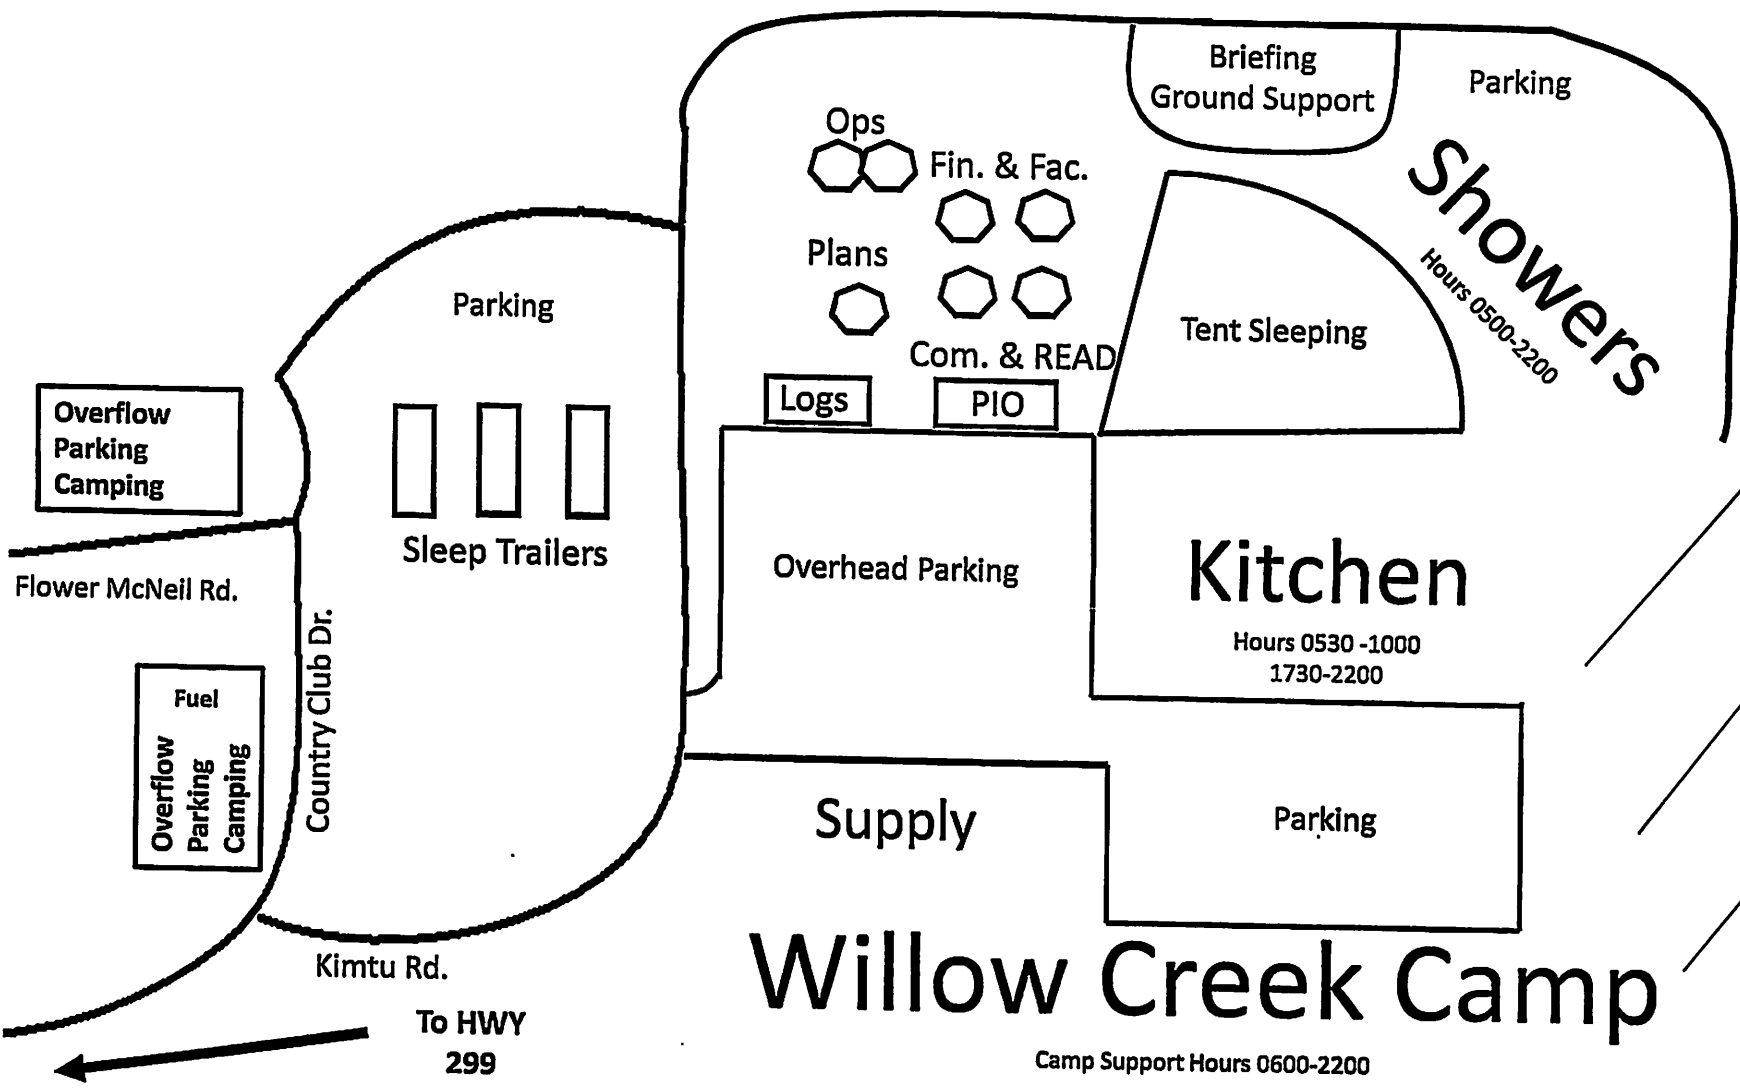 Briefing
Ground Support
Parking
Ops
Fin. & Fac.
Showers
Hours 0500-2200
Plans
Parking
Tent Sleeping
Com. & READ
Logs
PIO
Overflow
Parking
Camping
Sleep Trailers
Overhead Parking
Kitchen
Hours 0530 -1000
1730-2200
Flower McNeil Rd.
Country Club Dr.
Fuel
Overflow
Parking
Camping
Supply
Parking
Kimtu Rd.
Willow Creek Camp
To HWY
299
Camp Support Hours 0600-2200